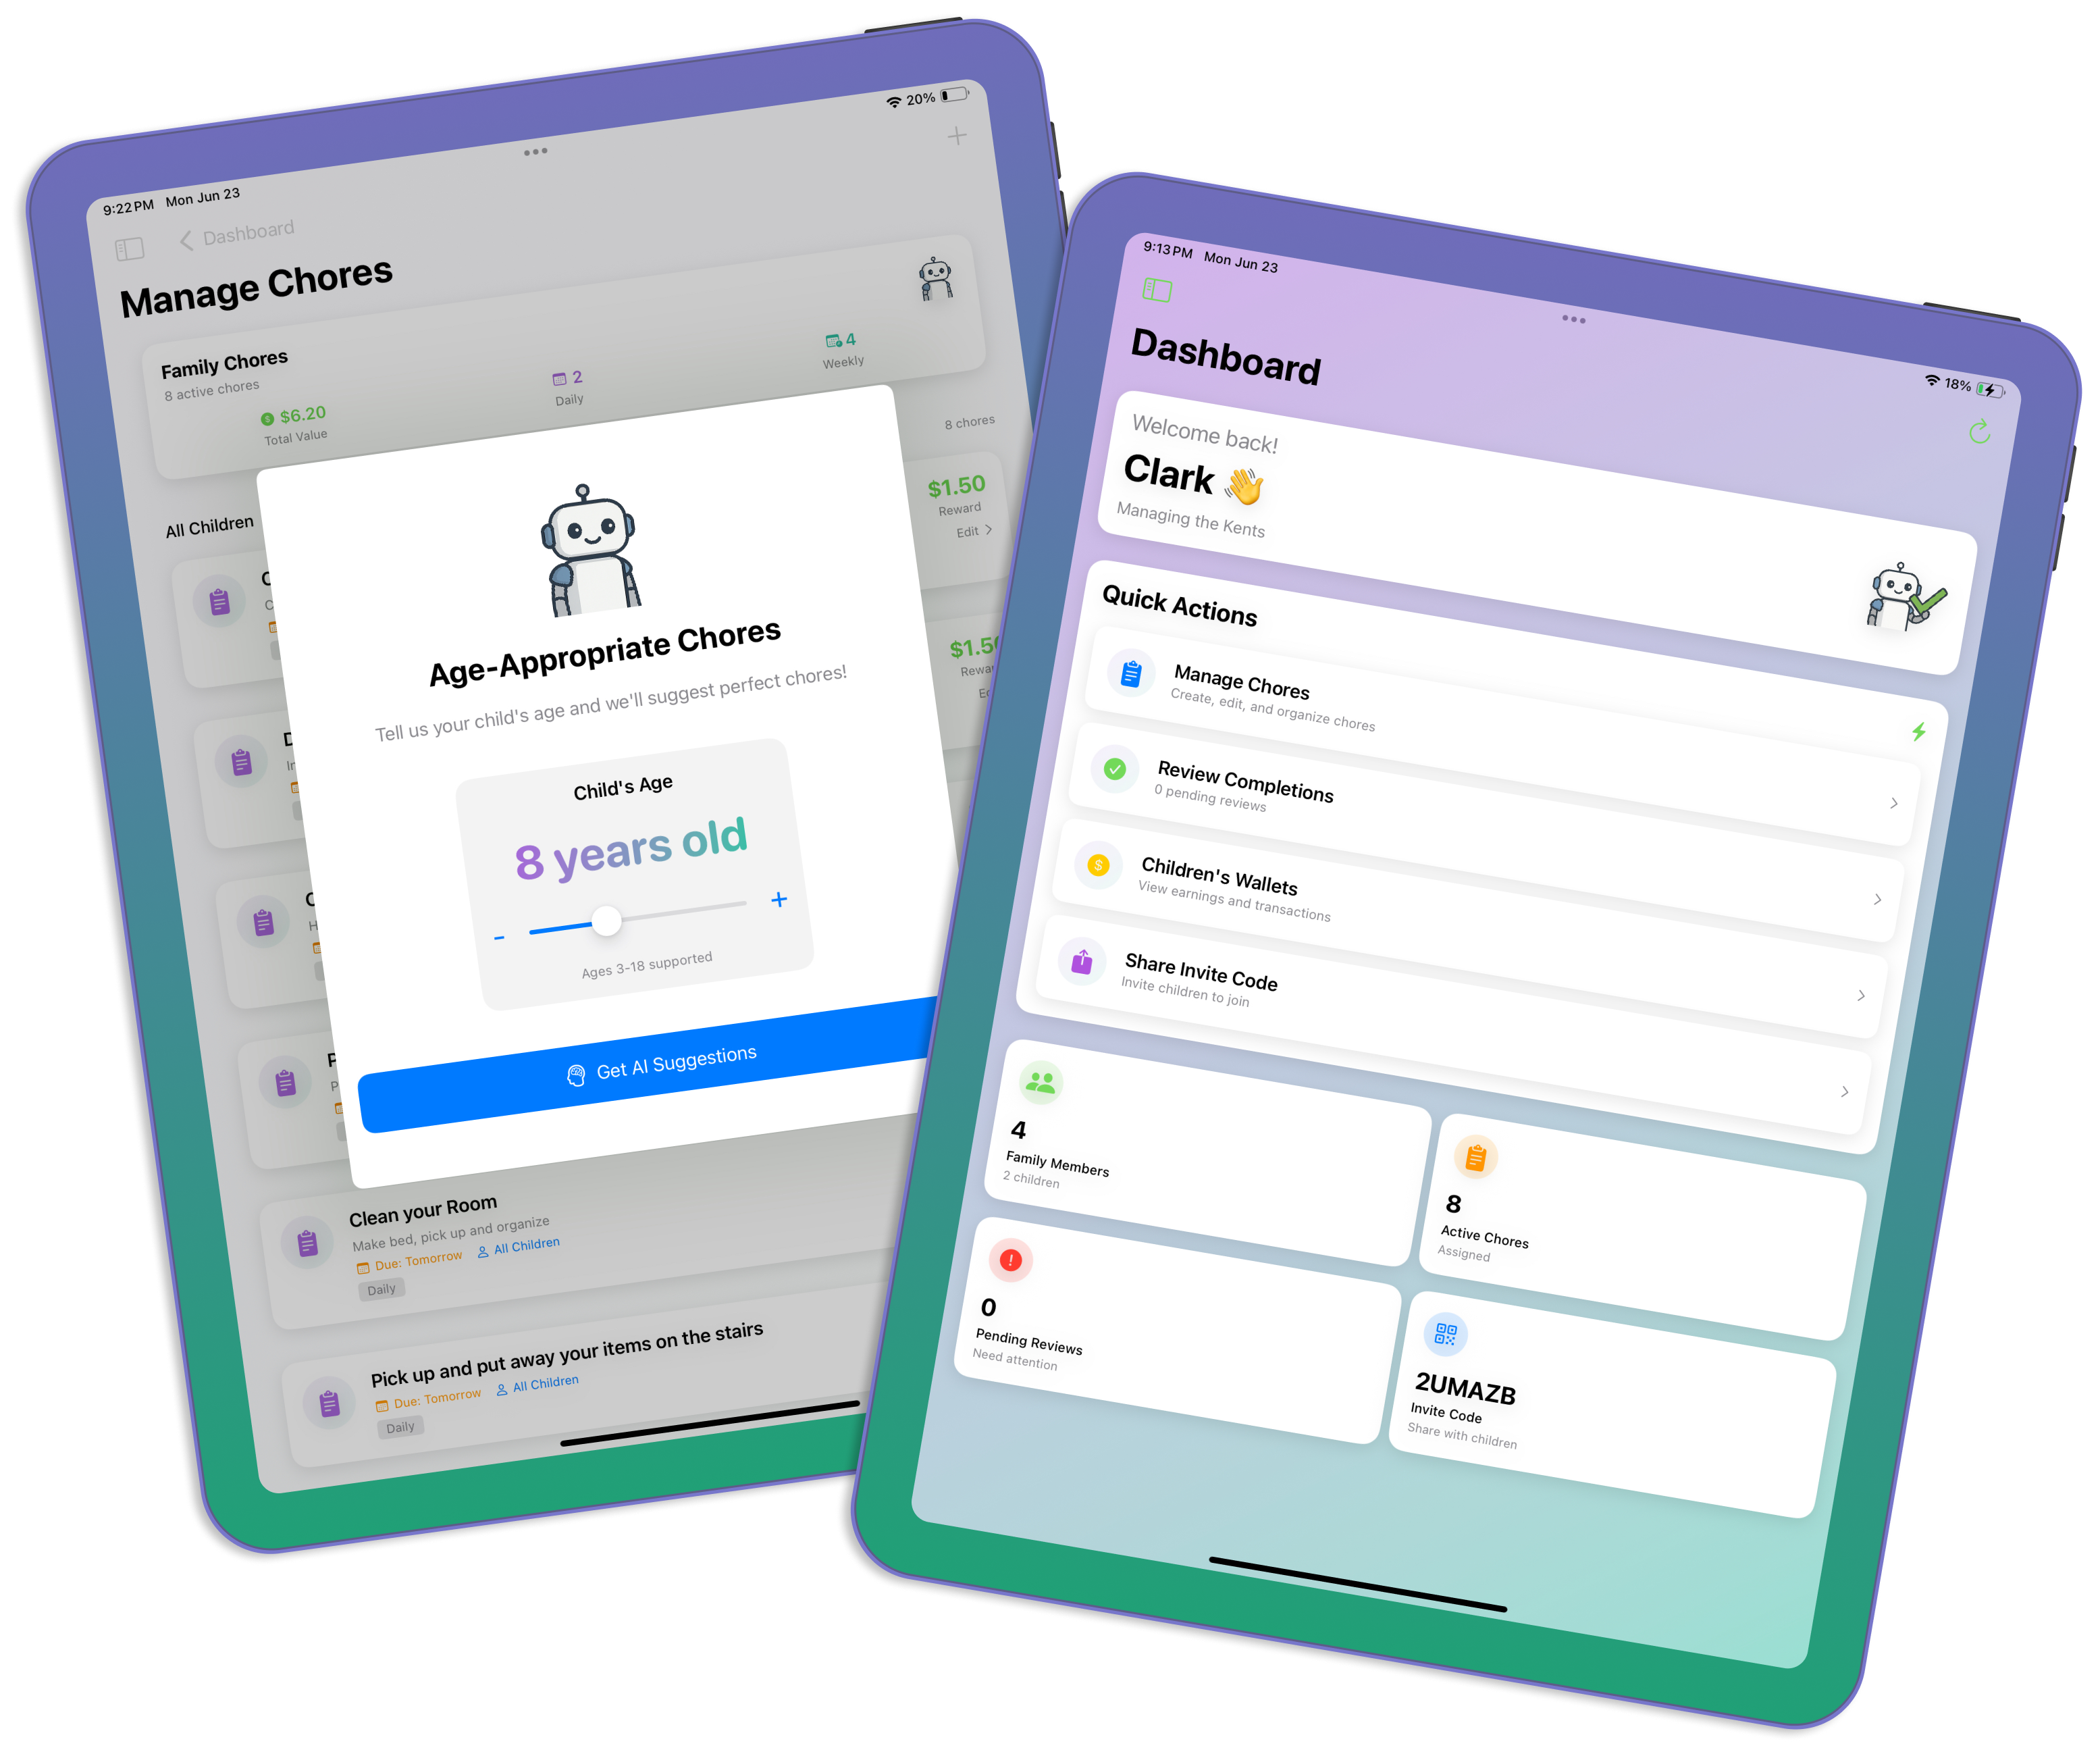 9:22 PM Mon Jun 23
20%
Dashboard
Manage Chores
Family Chores
8 active chores
$6.20
Total Value
2
Daily
4
Weekly
All Children
8 chores
$1.50
Reward
Edit
Age-Appropriate Chores
Tell us your child's age and we'll suggest perfect chores!
Child's Age
8 years old
- +
Ages 3-18 supported
Get AI Suggestions
Clean your Room
Make bed, pick up and organize
Due: Tomorrow All Children
Daily
Pick up and put away your items on the stairs
Due: Tomorrow All Children
Daily
9:13 PM Mon Jun 23
18%
Dashboard
Welcome back!
Clark 👋
Managing the Kents
Quick Actions
Manage Chores
Create, edit, and organize chores
Review Completions
0 pending reviews
Children's Wallets
View earnings and transactions
Share Invite Code
Invite children to join
4
Family Members
2 children
8
Active Chores
Assigned
0
Pending Reviews
Need attention
2UMAZB
Invite Code
Share with children